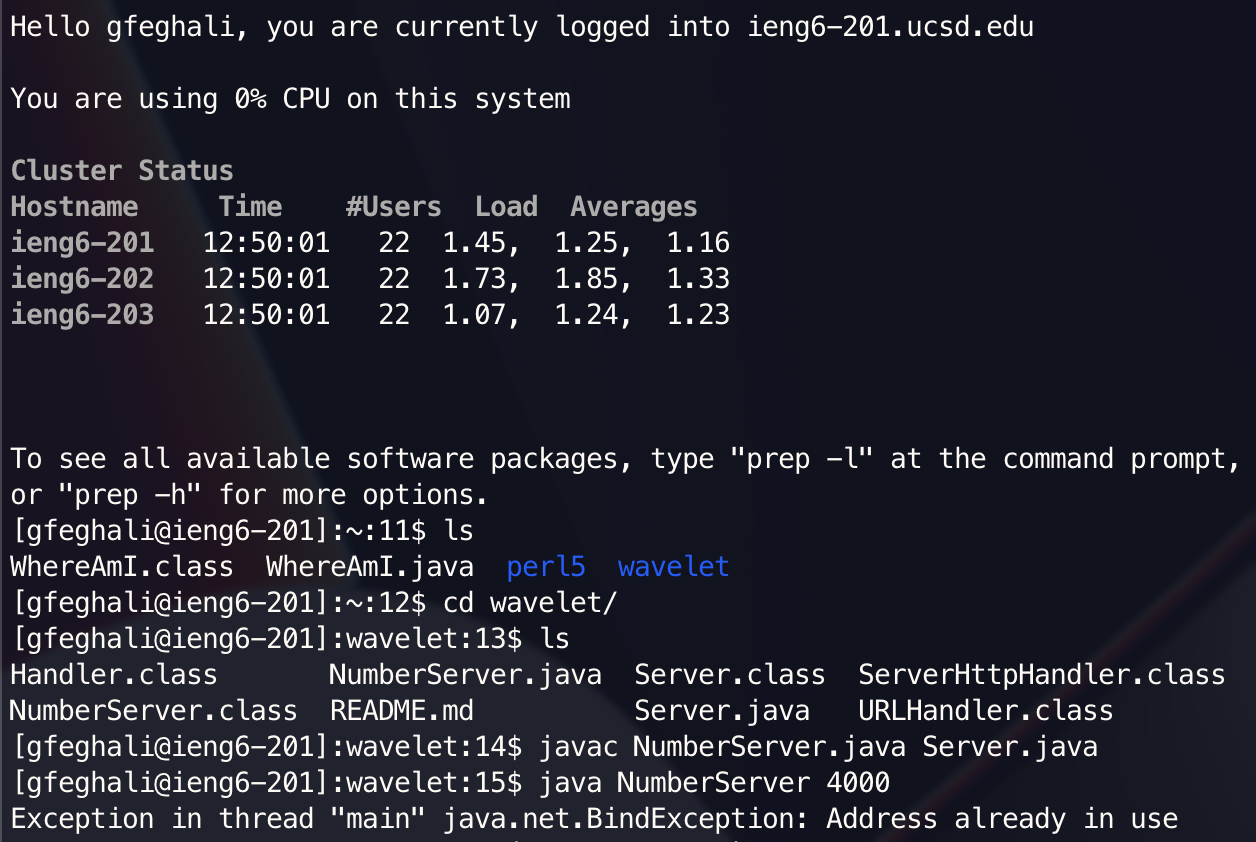 Hello gfeghali, you are currently logged into ieng6-201.ucsd.edu
You are using 0% CPU on this system
Cluster Status
Hostname     Time    #Users  Load  Averages
ieng6-201   12:50:01   22  1.45,  1.25,  1.16
ieng6-202   12:50:01   22  1.73,  1.85,  1.33
ieng6-203   12:50:01   22  1.07,  1.24,  1.23
To see all available software packages, type "prep -l" at the command prompt,
or "prep -h" for more options.
[gfeghali@ieng6-201]:~:11$ ls
WhereAmI.class  WhereAmI.java  perl5  wavelet
[gfeghali@ieng6-201]:~:12$ cd wavelet/
[gfeghali@ieng6-201]:wavelet:13$ ls
Handler.class       NumberServer.java  Server.class  ServerHttpHandler.class
NumberServer.class  README.md          Server.java   URLHandler.class
[gfeghali@ieng6-201]:wavelet:14$ javac NumberServer.java Server.java
[gfeghali@ieng6-201]:wavelet:15$ java NumberServer 4000
Exception in thread "main" java.net.BindException: Address already in use